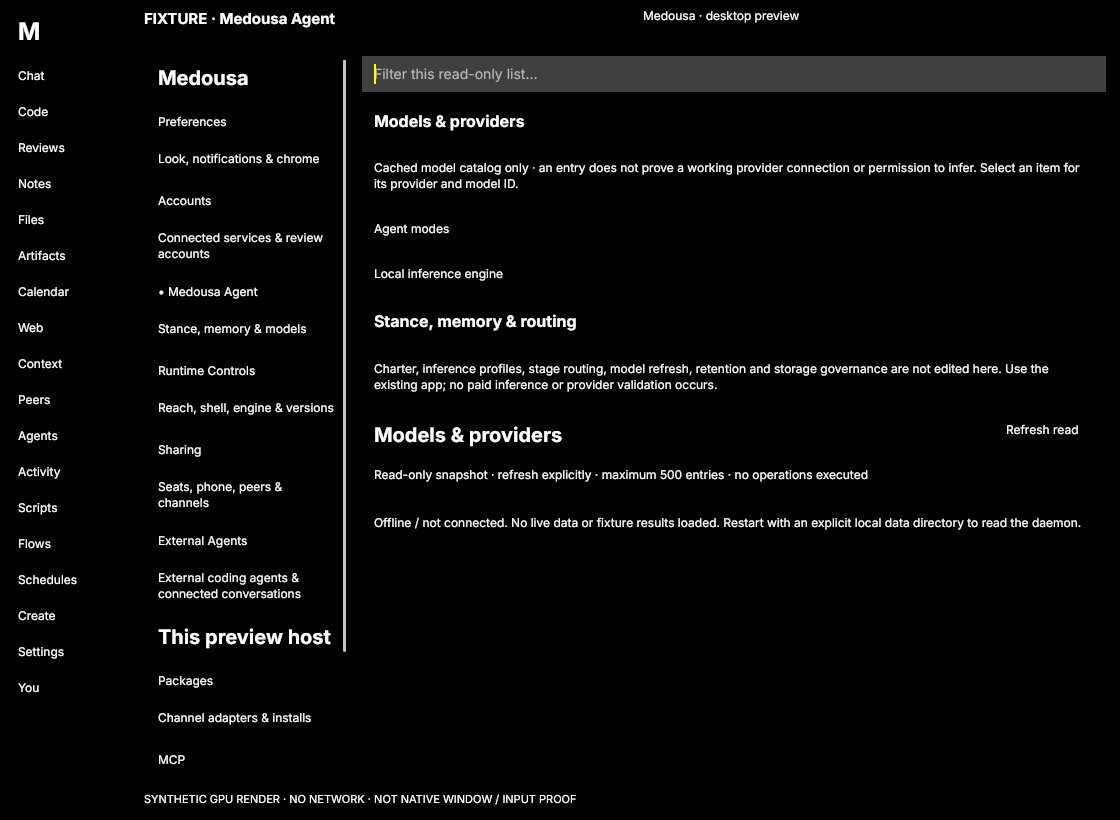 M
FIXTURE · Medousa Agent
Medousa · desktop preview
Chat
Code
Reviews
Notes
Files
Artifacts
Calendar
Web
Context
Peers
Agents
Activity
Scripts
Flows
Schedules
Create
Settings
You
Medousa
Preferences
Look, notifications & chrome
Accounts
Connected services & review
accounts
• Medousa Agent
Stance, memory & models
Runtime Controls
Reach, shell, engine & versions
Sharing
Seats, phone, peers &
channels
External Agents
External coding agents &
connected conversations
This preview host
Packages
Channel adapters & installs
MCP
Filter this read-only list...
Models & providers
Cached model catalog only · an entry does not prove a working provider connection or permission to infer. Select an item for
its provider and model ID.
Agent modes
Local inference engine
Stance, memory & routing
Charter, inference profiles, stage routing, model refresh, retention and storage governance are not edited here. Use the
existing app; no paid inference or provider validation occurs.
Models & providers
Refresh read
Read-only snapshot · refresh explicitly · maximum 500 entries · no operations executed
Offline / not connected. No live data or fixture results loaded. Restart with an explicit local data directory to read the daemon.
SYNTHETIC GPU RENDER · NO NETWORK · NOT NATIVE WINDOW / INPUT PROOF